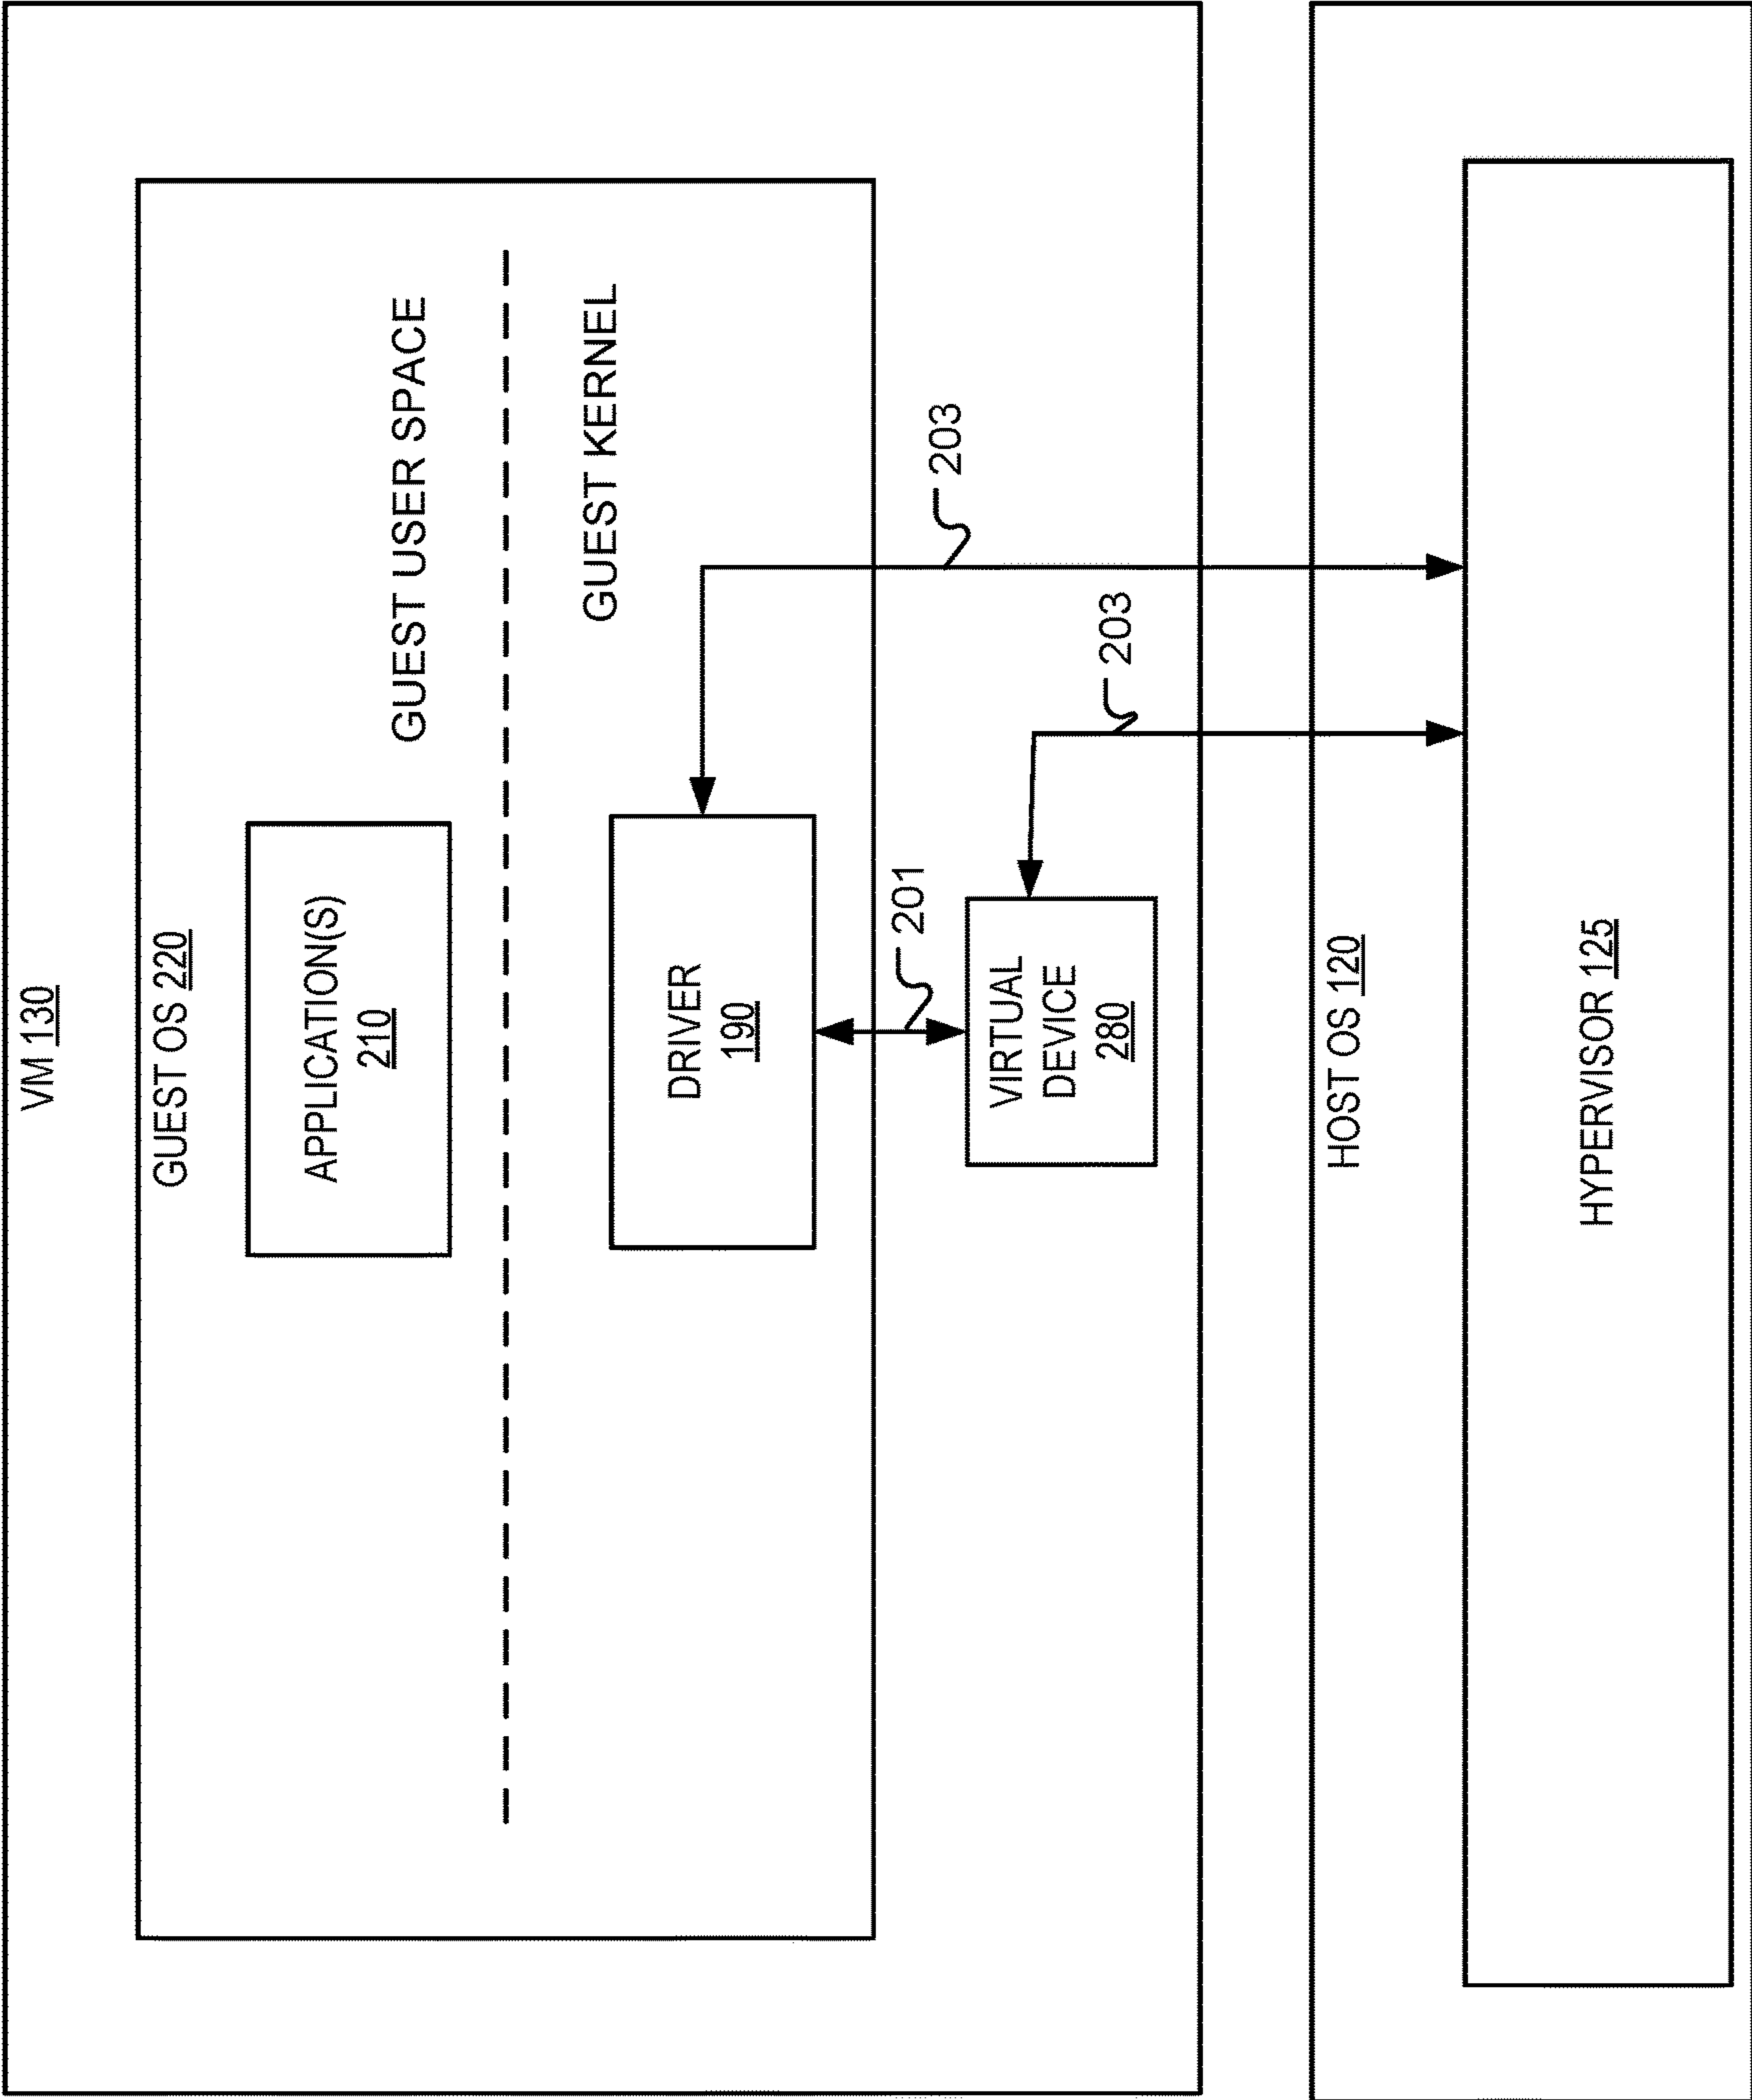 VM 130
GUEST OS 220
APPLICATION(S)
210
GUEST USER SPACE
GUEST KERNEL
DRIVER
190
201
203
VIRTUAL
DEVICE
280
203
HOST OS 120
HYPERVISOR 125